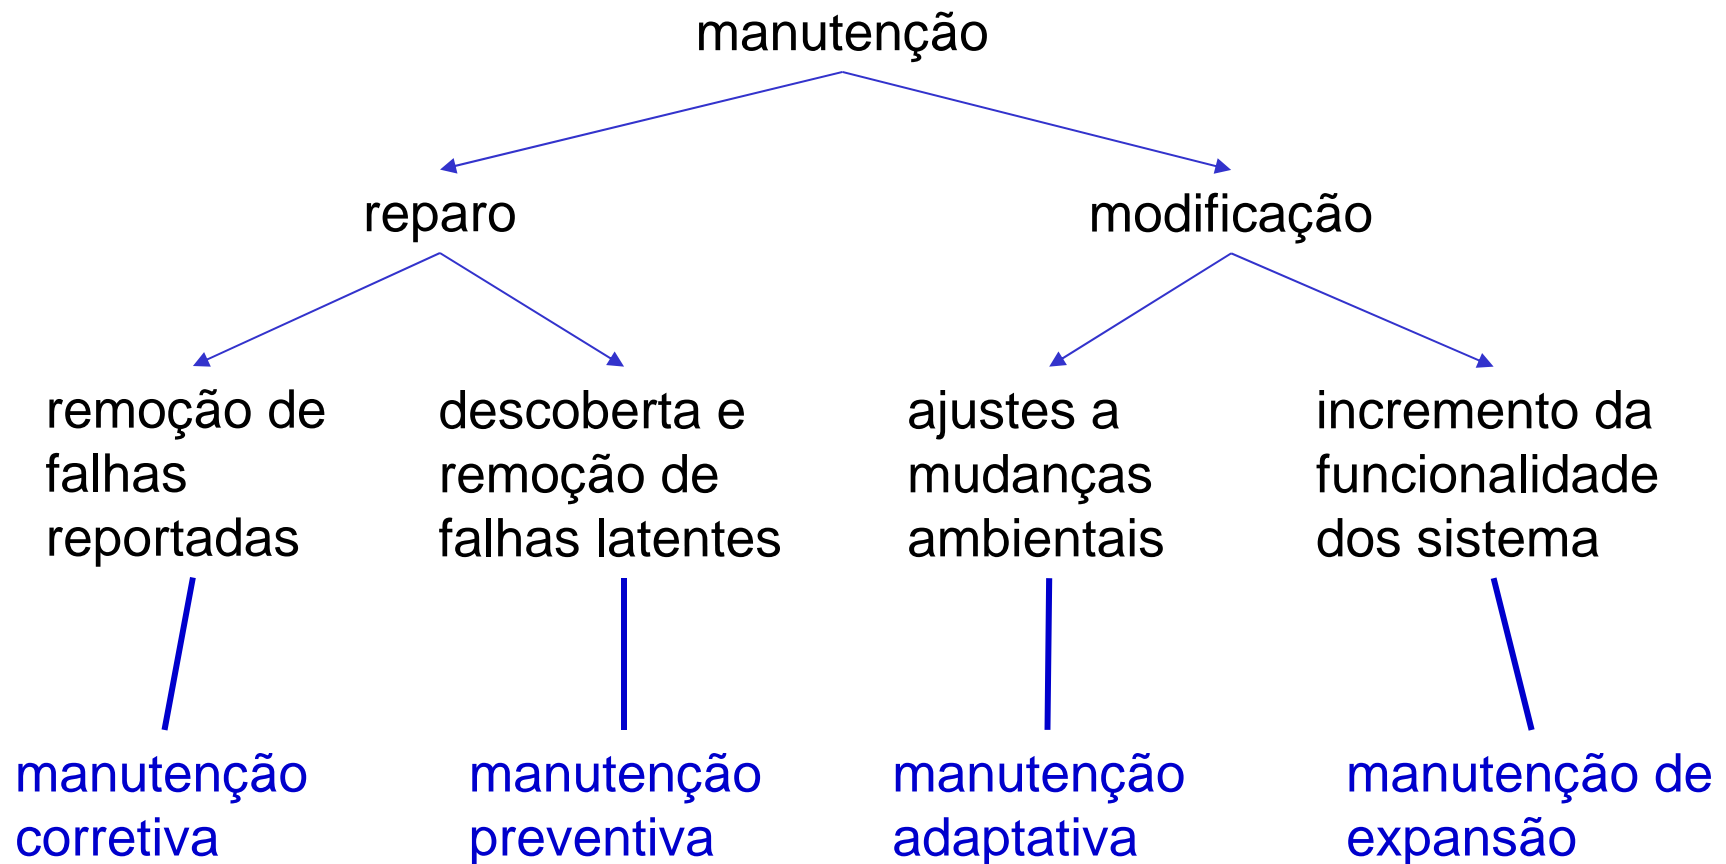 manutenção
reparo
modificação
remoção de
falhas
reportadas
descoberta e
remoção de
falhas latentes
ajustes a
mudanças
ambientais
incremento da
funcionalidade
dos sistema
manutenção
corretiva
manutenção
preventiva
manutenção
adaptativa
manutenção de
expansão